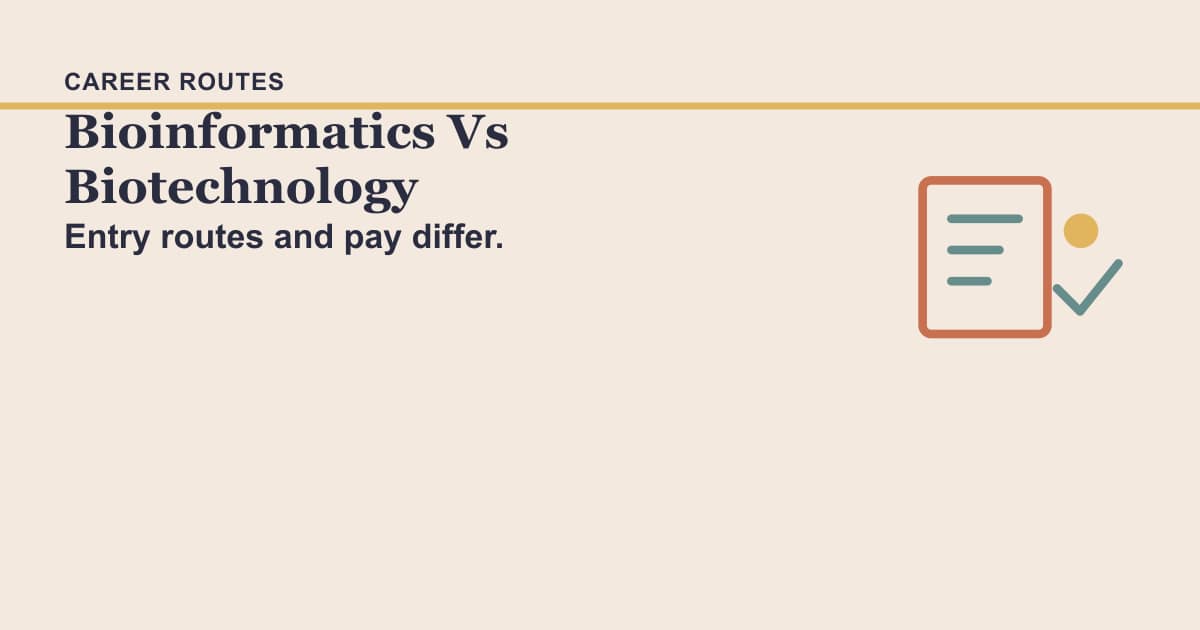 CAREER ROUTES
Bioinformatics Vs
Biotechnology
Entry routes and pay differ.